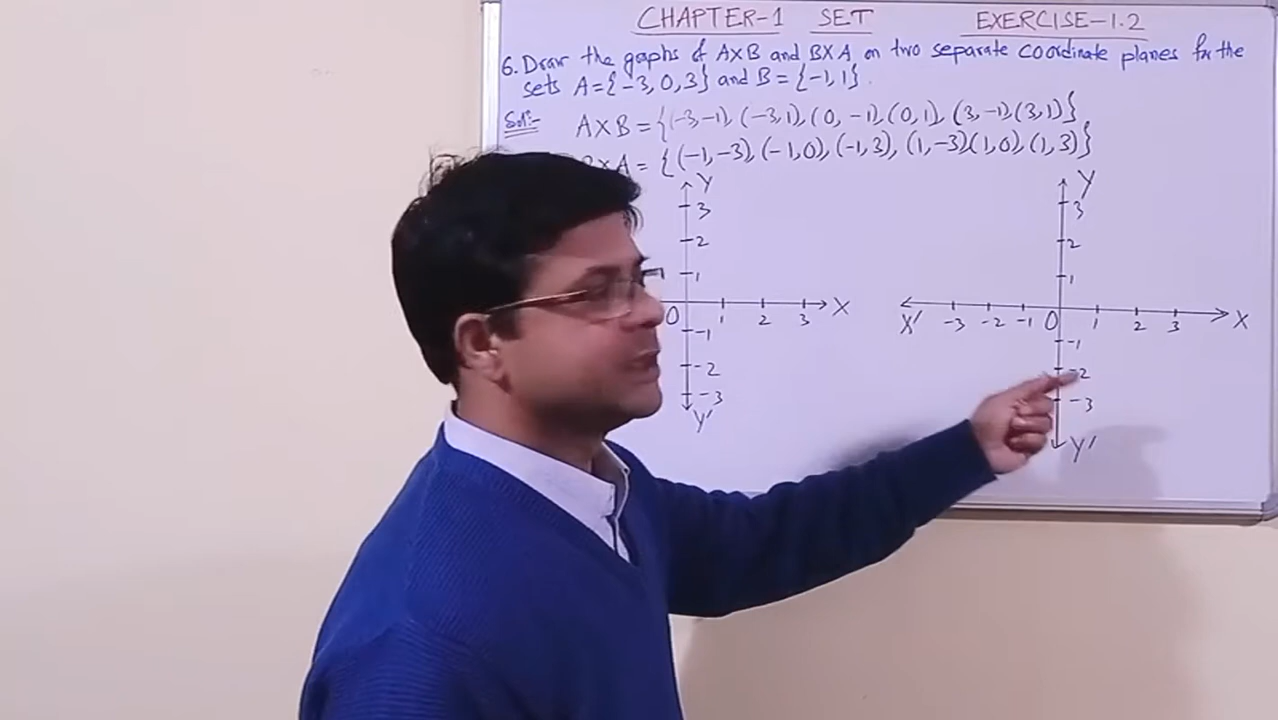 CHAPTER-1 SET EXERCISE-1.2
6. Draw the graphs of A×B and B×A on two separate coordinate planes for the
sets A={-3,0,3} and B={-1,1}.
Sol:- A×B={(-3,-1),(-3,1),(0,-1),(0,1),(3,-1)(3,1)}
B×A={(-1,-3),(-1,0),(-1,3),(1,-3)(1,0),(1,3)}
Y
3
2
1
O 1 2 3 X
-1
-2
-3
Y'
Y
3
2
1
X' -3 -2 -1 O 1 2 3 X
-1
-2
-3
Y'